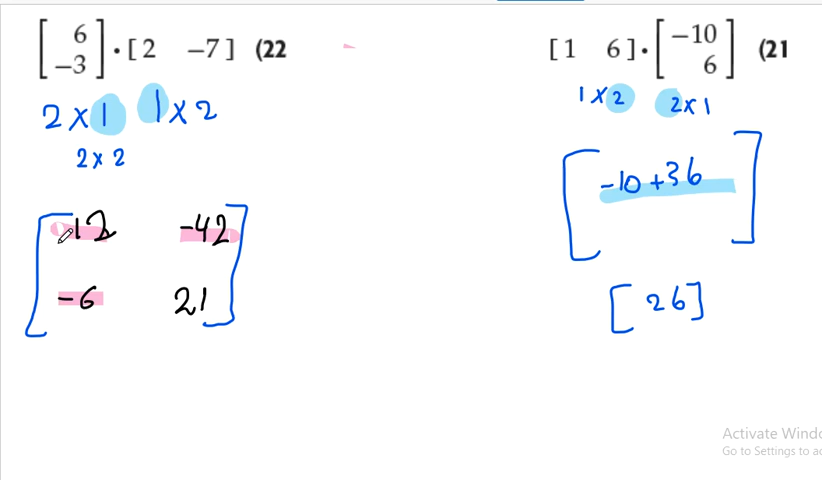 [ 6 -3 ] · [ 2 −7 ] (22
2 × 1 1 × 2
2 × 2
12 -42
-6 21
[ 1 6 ] · [ −10 6 ] (21
1 × 2 2 × 1
[ -10 + 36 ]
[ 26 ]
Activate Windo
Go to Settings to ac